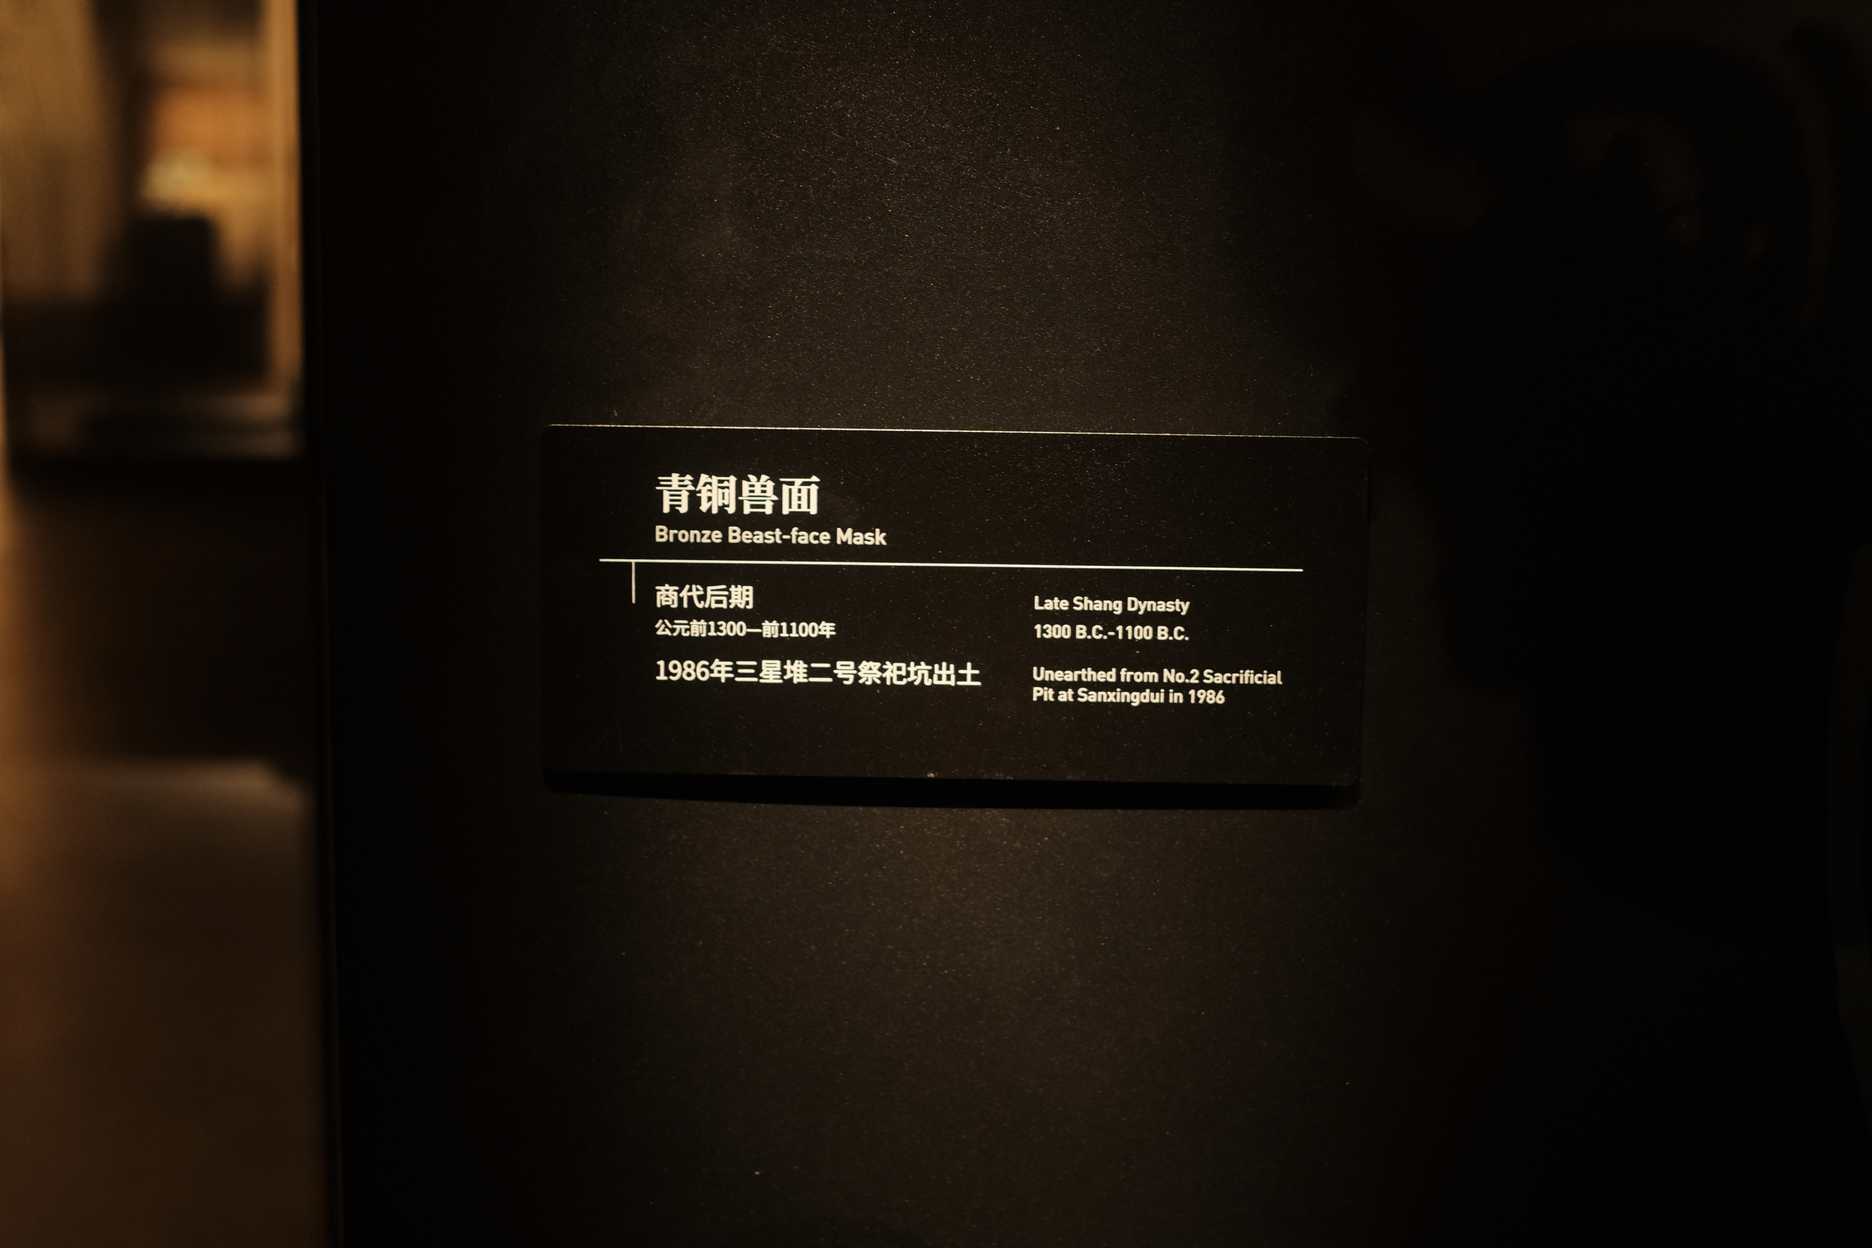 青铜兽面
Bronze Beast-face Mask
商代后期
公元前1300—前1100年
1986年三星堆二号祭祀坑出土
Late Shang Dynasty
1300 B.C.-1100 B.C.
Unearthed from No.2 Sacrificial
Pit at Sanxingdui in 1986